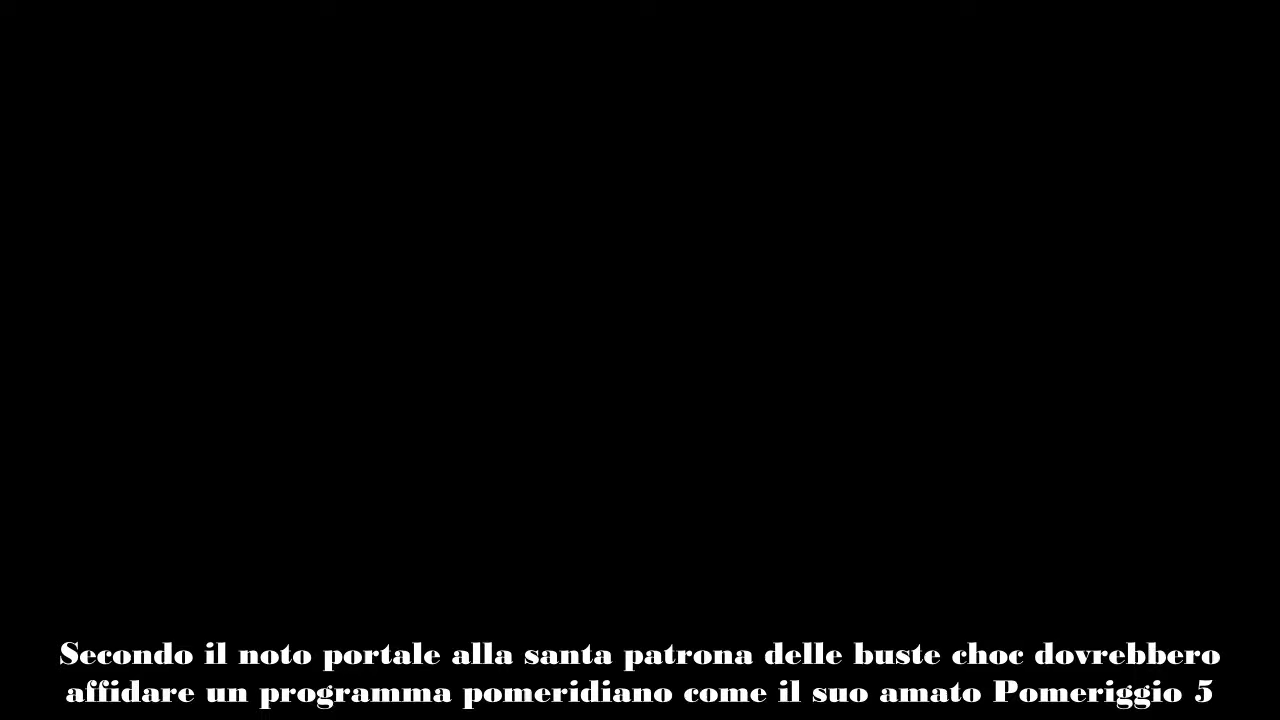 Secondo il noto portale alla santa patrona delle buste choc dovrebbero
affidare un programma pomeridiano come il suo amato Pomeriggio 5